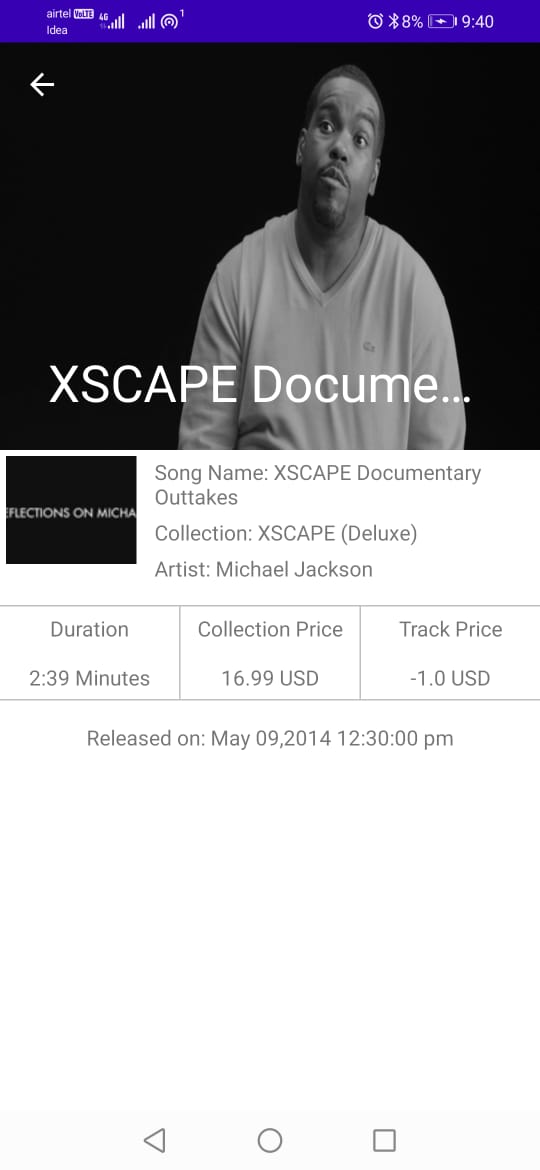 airtel VoLTE 4G 1 8% 9:40
Idea
XSCAPE Docume...
EFLECTIONS ON MICHA
Song Name: XSCAPE Documentary
Outtakes
Collection: XSCAPE (Deluxe)
Artist: Michael Jackson
Duration Collection Price Track Price
2:39 Minutes 16.99 USD -1.0 USD
Released on: May 09,2014 12:30:00 pm